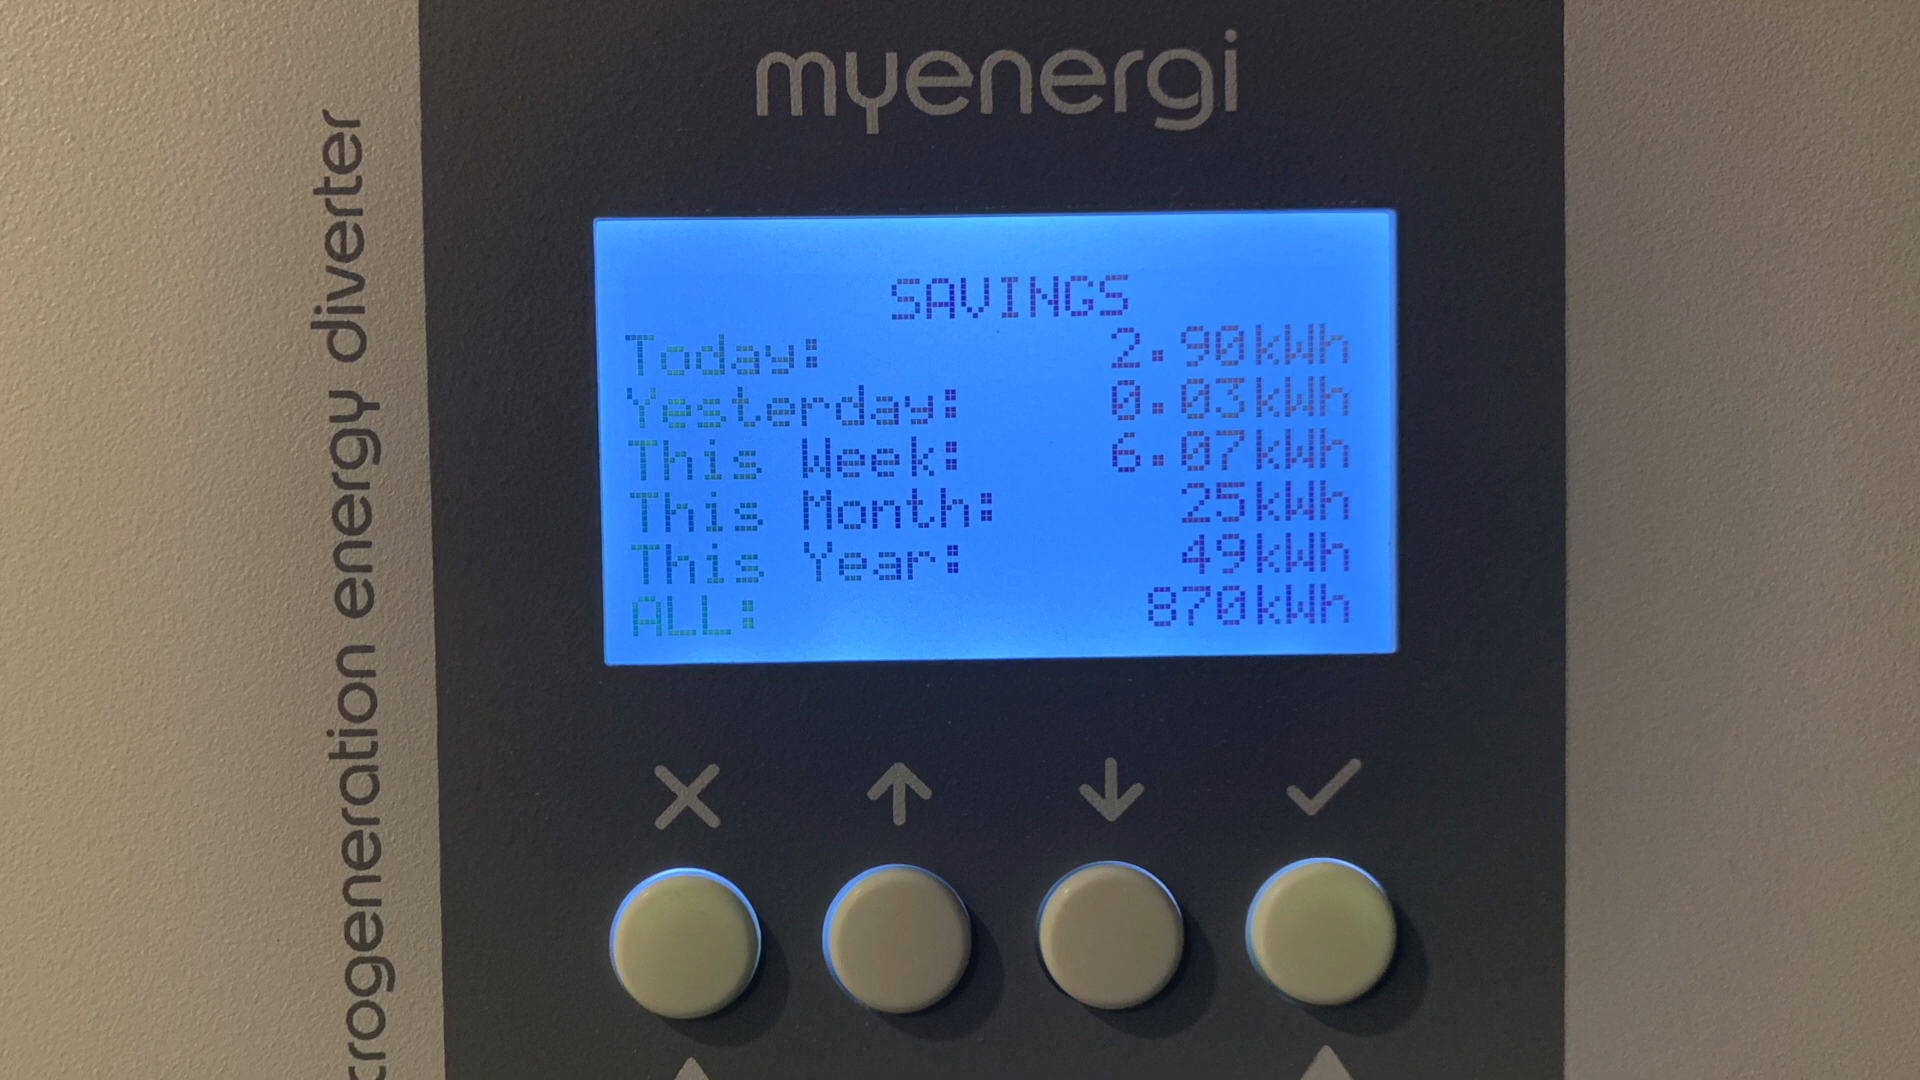 myenergi
SAVINGS
Today: 2.90kWh
Yesterday: 0.03kWh
This Week: 6.07kWh
This Month: 25kWh
This Year: 49kWh
ALL: 870kWh
crogeneration energy diverter